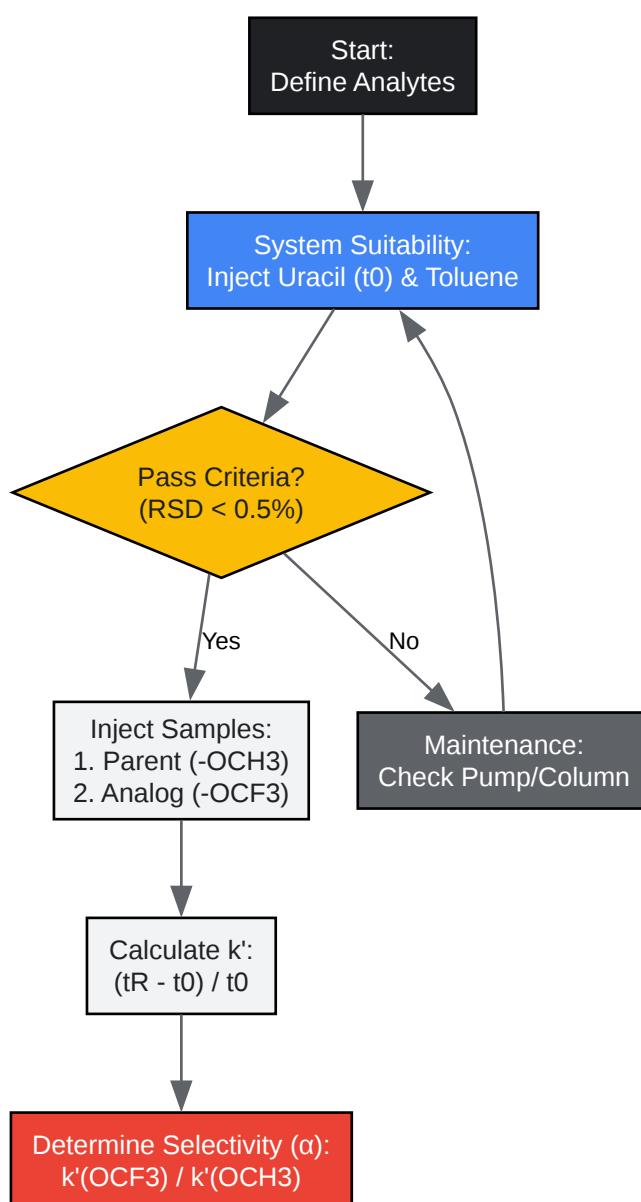 Start:
Define Analytes
System Suitability:
Inject Uracil (t0) & Toluene
Pass Criteria?
(RSD < 0.5%)
Yes
No
Inject Samples:
1. Parent (-OCH3)
2. Analog (-OCF3)
Maintenance:
Check Pump/Column
Calculate k':
(tR - t0) / t0
Determine Selectivity (α):
k'(OCF3) / k'(OCH3)